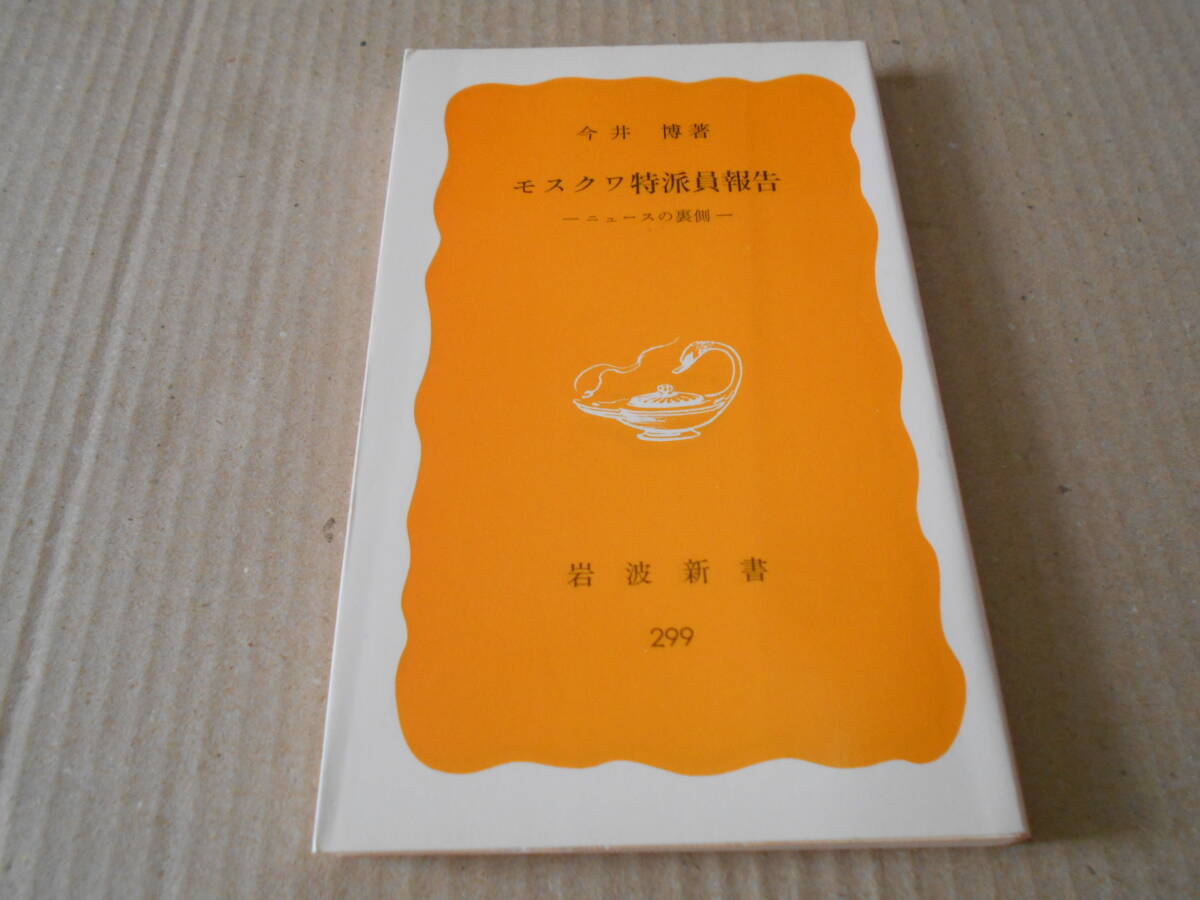 今井 博著
モスクワ特派員報告
―ニュースの裏側―
岩波新書
299